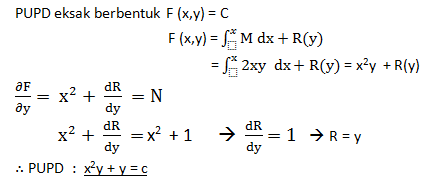 PUPD eksak berbentuk F (x,y) = C
F (x,y) = ∫ˣ M dx + R(y)
= ∫ˣ 2xy dx + R(y) = x²y + R(y)
∂F/∂y = x² + dR/dy = N
x² + dR/dy = x² + 1 → dR/dy = 1 → R = y
∴ PUPD : x²y + y = c